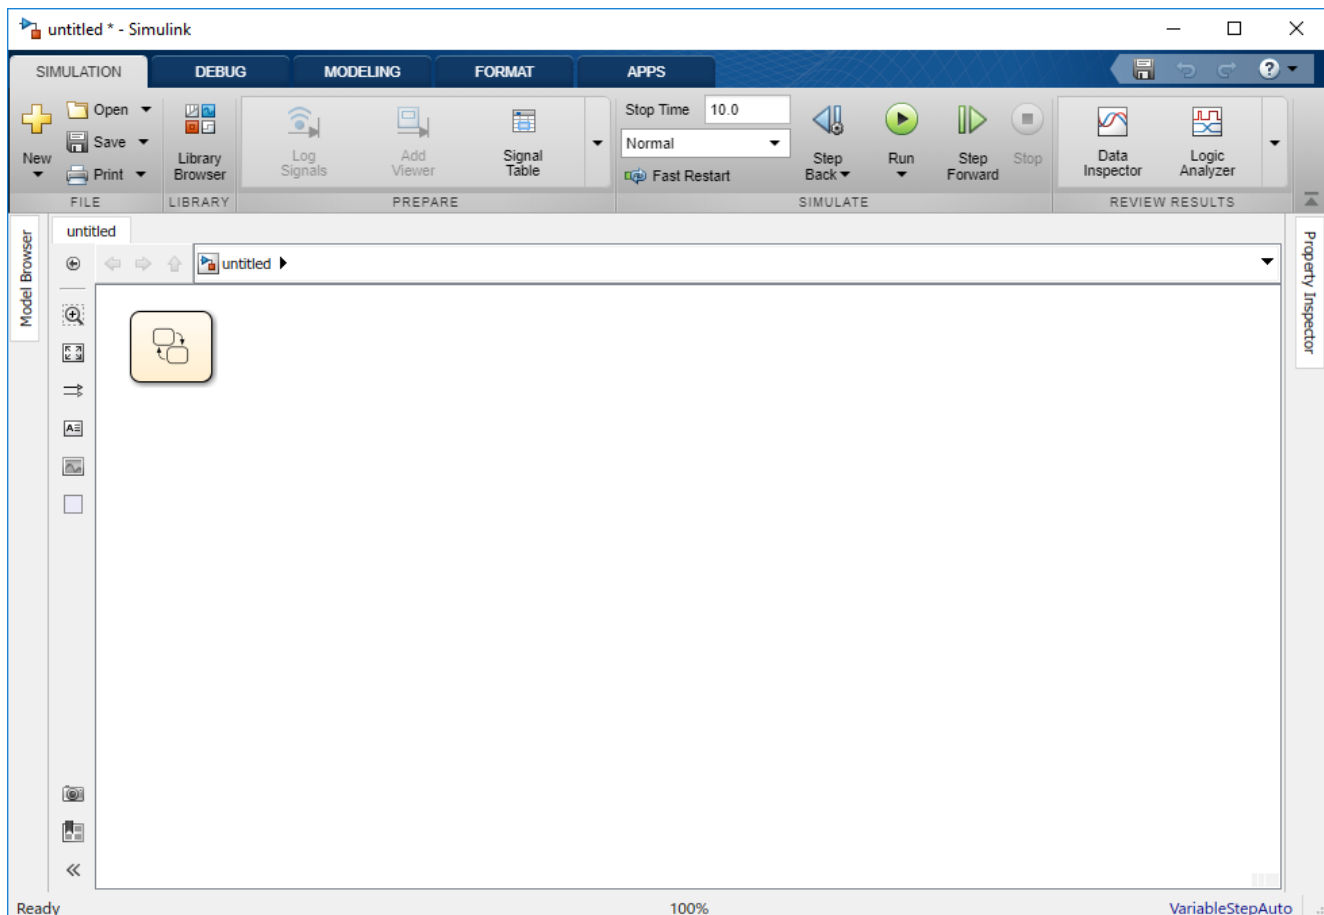 untitled * - Simulink
SIMULATION DEBUG MODELING FORMAT APPS
New
Open
Save
Print
FILE
Library Browser
LIBRARY
Log Signals
Add Viewer
Signal Table
PREPARE
Stop Time 10.0
Normal
Fast Restart
Step Back
Run
Step Forward
Stop
SIMULATE
Data Inspector
Logic Analyzer
REVIEW RESULTS
Model Browser
untitled
untitled
Property Inspector
Ready 100% VariableStepAuto